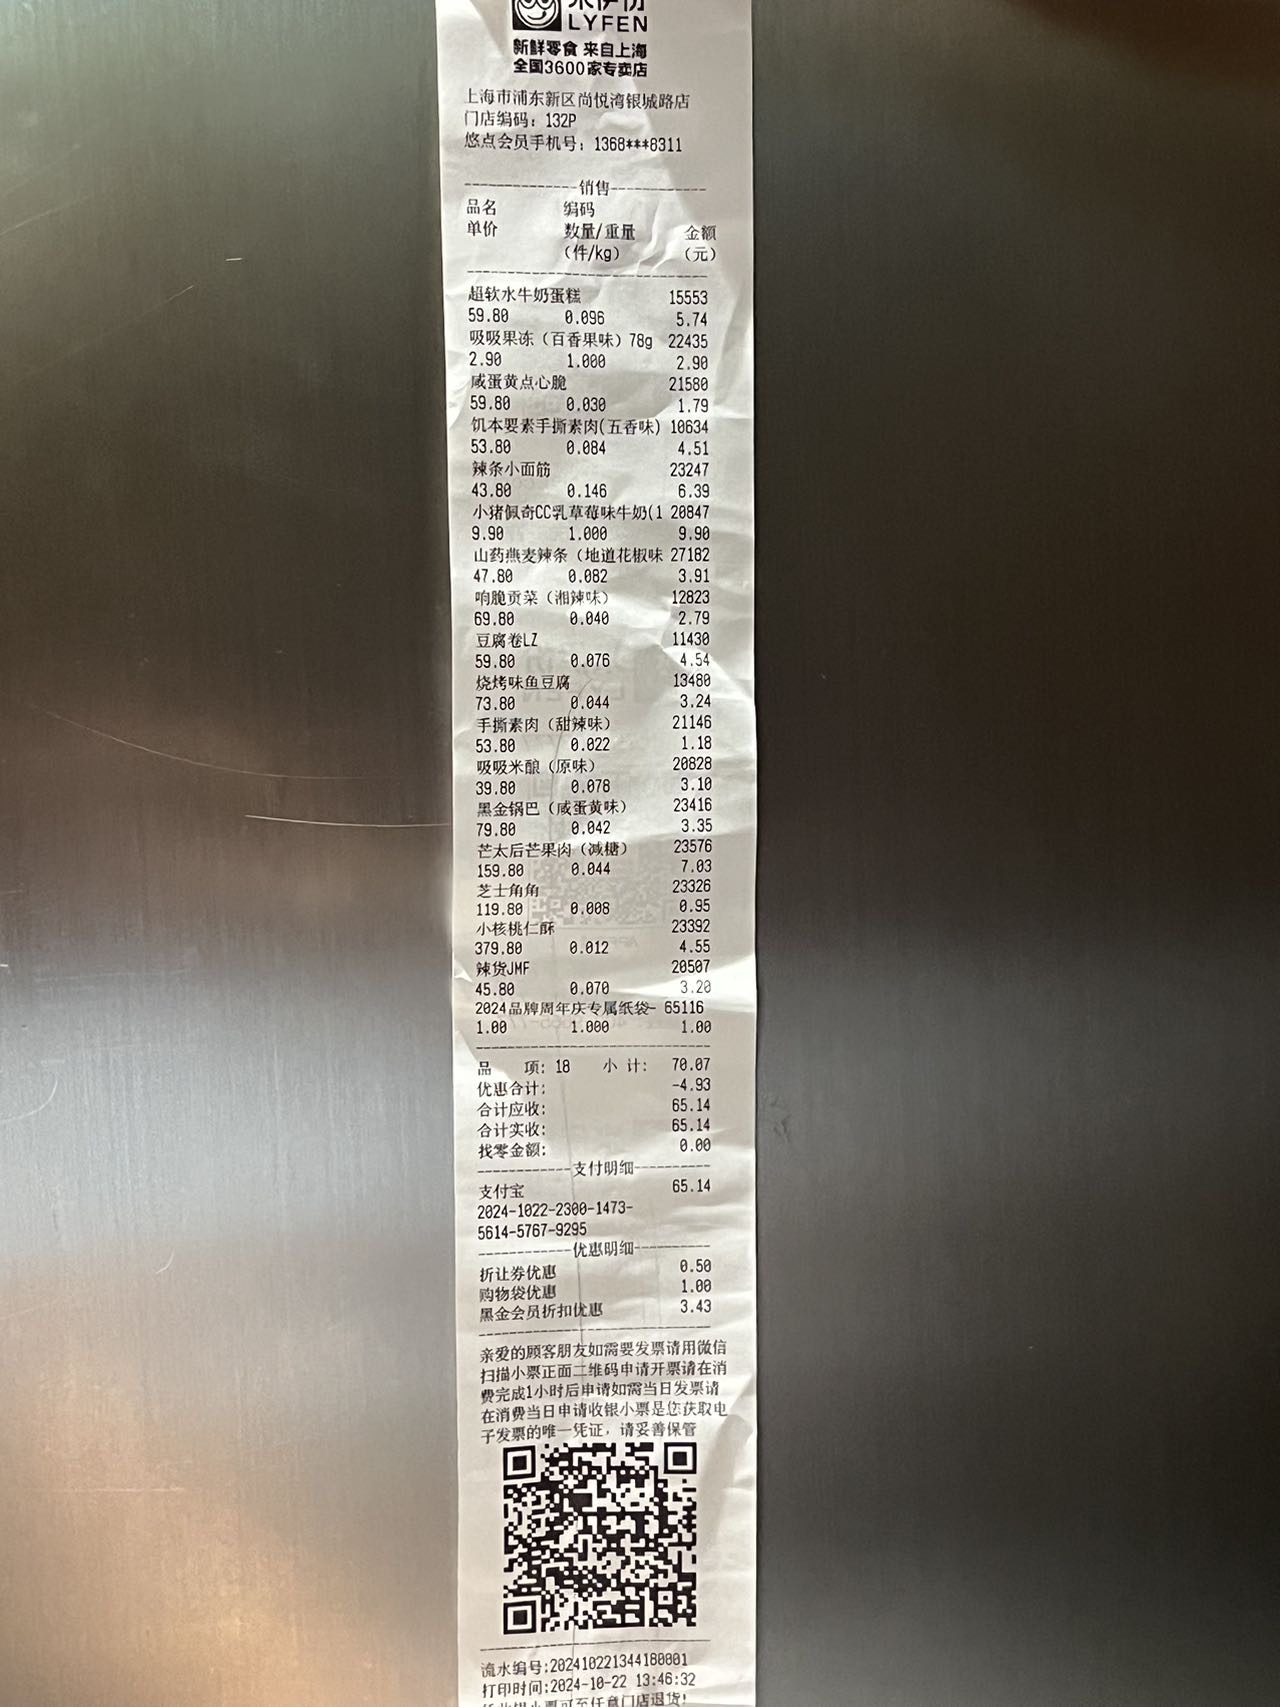 LYFEN
新鲜零食 来自上海
全国3600家专卖店
上海市浦东新区尚悦湾银城路店
门店编码：132P
悠点会员手机号：1368***8311
销售
品名 编码
单价 数量/重量 金额
(件/kg) (元)
超软水牛奶蛋糕 15553
59.80 0.096 5.74
吸吸果冻（百香果味）78g 22435
2.90 1.000 2.90
咸蛋黄点心脆 21580
59.80 0.030 1.79
饥本要素手撕素肉(五香味) 10634
53.80 0.084 4.51
辣条小面筋 23247
43.80 0.146 6.39
小猪佩奇CC乳草莓味牛奶(1 20847
9.90 1.000 9.90
山药燕麦辣条（地道花椒味 27182
47.80 0.082 3.91
响脆贡菜（湘辣味） 12823
69.80 0.040 2.79
豆腐卷LZ 11430
59.80 0.076 4.54
烧烤味鱼豆腐 13480
73.80 0.044 3.24
手撕素肉（甜辣味） 21146
53.80 0.022 1.18
吸吸米酿（原味） 20828
39.80 0.078 3.10
黑金锅巴（咸蛋黄味） 23416
79.80 0.042 3.35
芒太后芒果肉（减糖） 23576
159.80 0.044 7.03
芝士角角 23326
119.80 0.008 0.95
小核桃仁酥 23392
379.80 0.012 4.55
辣货JMF 20507
45.80 0.070 3.20
2024品牌周年庆专属纸袋- 65116
1.00 1.000 1.00
品 项: 18 小 计: 70.07
优惠合计: -4.93
合计应收: 65.14
合计实收: 65.14
找零金额: 0.00
支付明细
支付宝 65.14
2024-1022-2300-1473-
5614-5767-9295
优惠明细
折让券优惠 0.50
购物袋优惠 1.00
黑金会员折扣优惠 3.43
亲爱的顾客朋友如需要发票请用微信
扫描小票正面二维码申请开票请在消
费完成1小时后申请如需当日发票请
在消费当日申请收银小票是您获取电
子发票的唯一凭证，请妥善保管
流水编号:202410221344180001
打印时间:2024-10-22 13:46:32
小票可至任意门店退货!